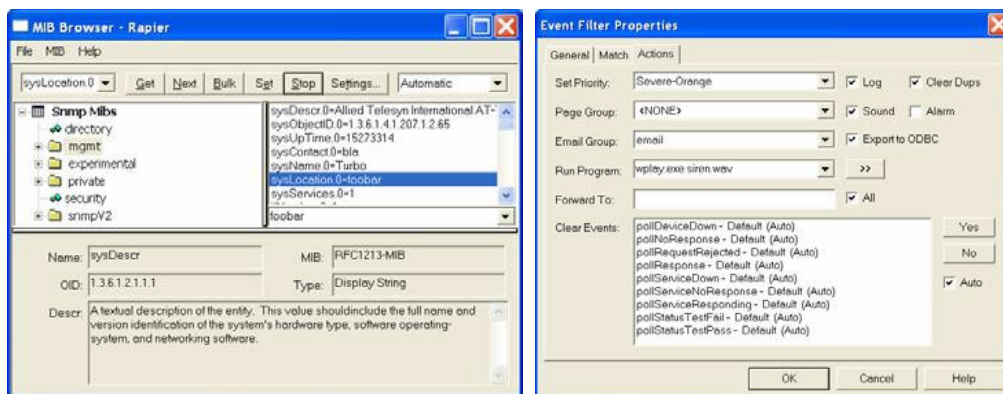 MIB Browser - Rapier
File MIB Help
sysLocation.0 Get Next Bulk Set Stop Settings... Automatic
Snmp Mibs
directory
mgmt
experimental
private
security
snmpV2
sysDescr.0=Allied Telesyn International AT-
sysObjectID.0=1.3.6.1.4.1.207.1.2.65
sysUpTime.0=15273314
sysContact.0=bla
sysName.0=Turbo
sysLocation.0=foobar
sysServices.0=1
foobar
Name: sysDescr MIB: RFC1213-MIB
OID: 1.3.6.1.2.1.1.1 Type: Display String
Descr: A textual description of the entity. This value shouldinclude the full name and
version identification of the system's hardware type, software operating-
system, and networking software.
Event Filter Properties
General Match Actions
Set Priority: Severe-Orange Log Clear Dups
Page Group: <NONE> Sound Alarm
Email Group: email Export to ODBC
Run Program: wplay.exe siren.wav >>
Forward To: All
Clear Events: pollDeviceDown - Default (Auto)
pollNoResponse - Default (Auto)
pollRequestRejected - Default (Auto)
pollResponse - Default (Auto)
pollServiceDown - Default (Auto)
pollServiceNoResponse - Default (Auto)
pollServiceResponding - Default (Auto)
pollStatusTestFail - Default (Auto)
pollStatusTestPass - Default (Auto)
Yes
No
Auto
OK Cancel Help